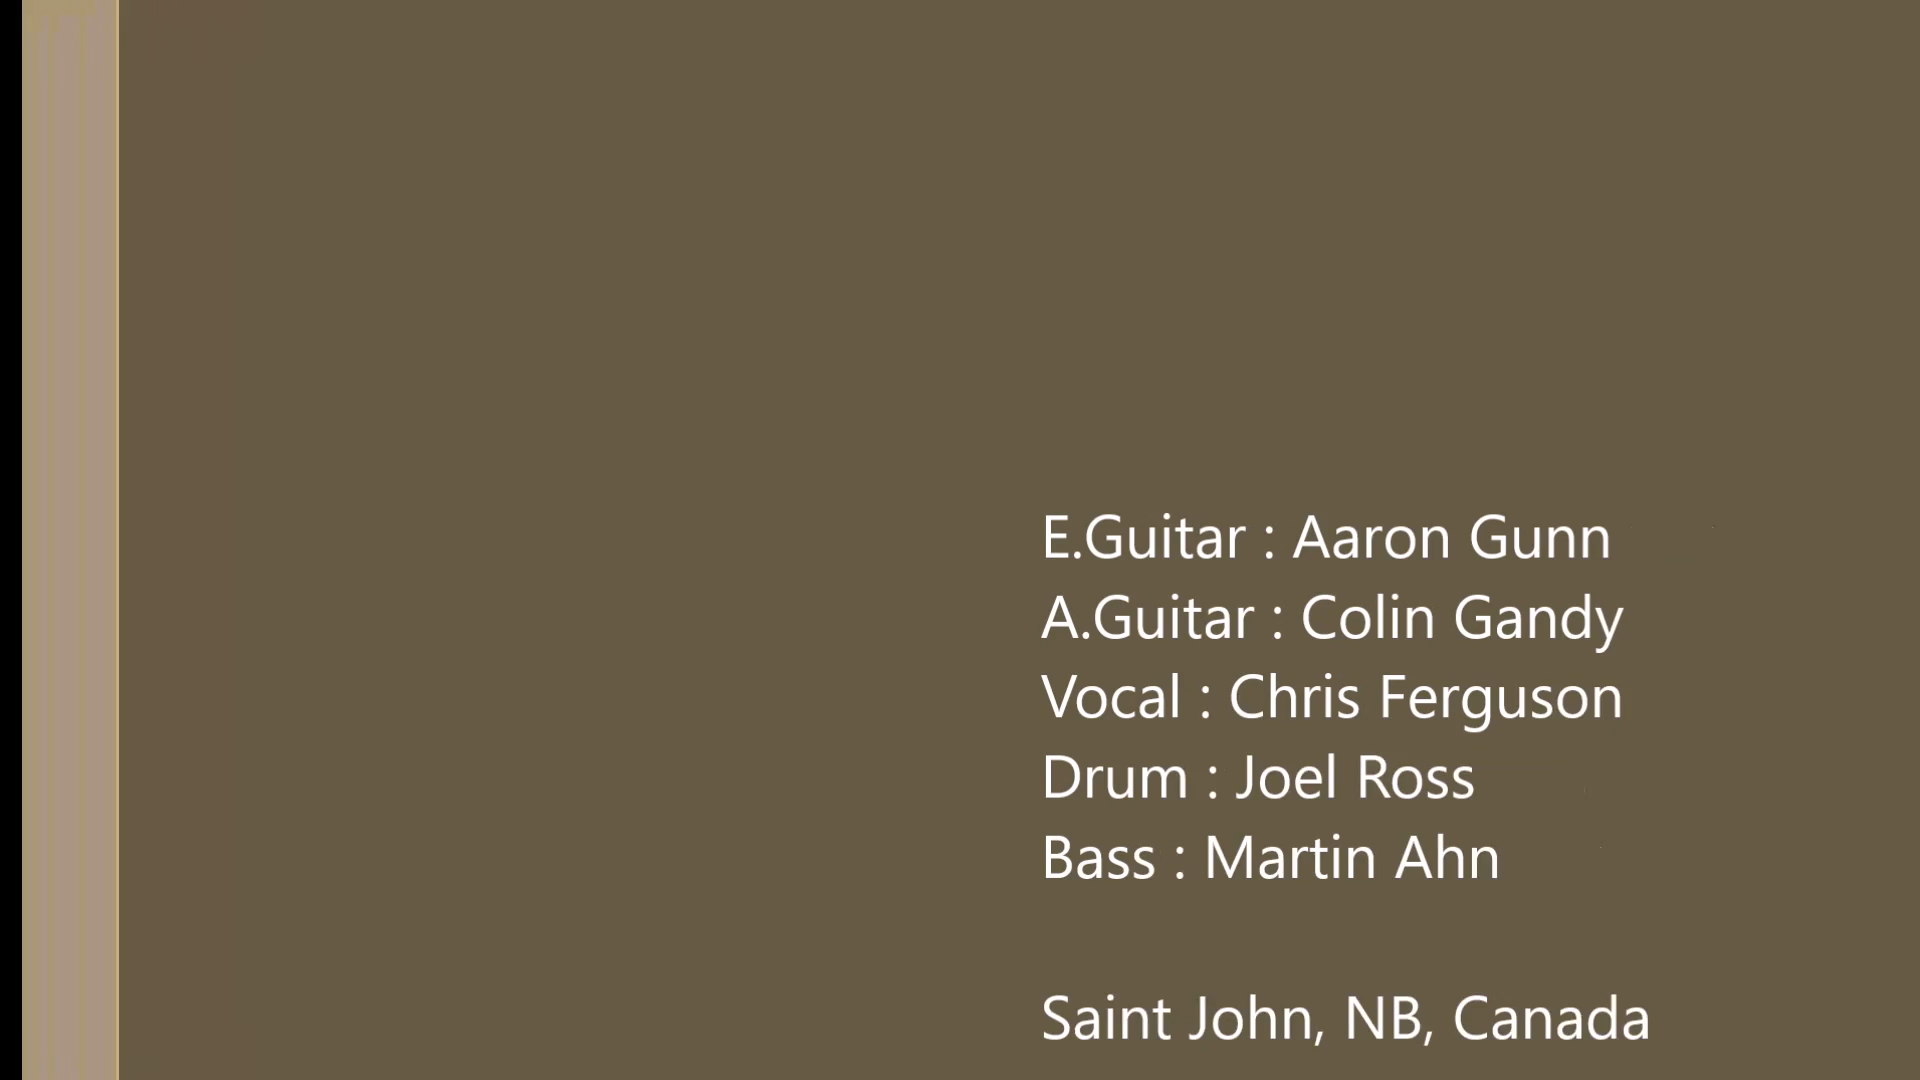 E.Guitar : Aaron Gunn
A.Guitar : Colin Gandy
Vocal : Chris Ferguson
Drum : Joel Ross
Bass : Martin Ahn
Saint John, NB, Canada